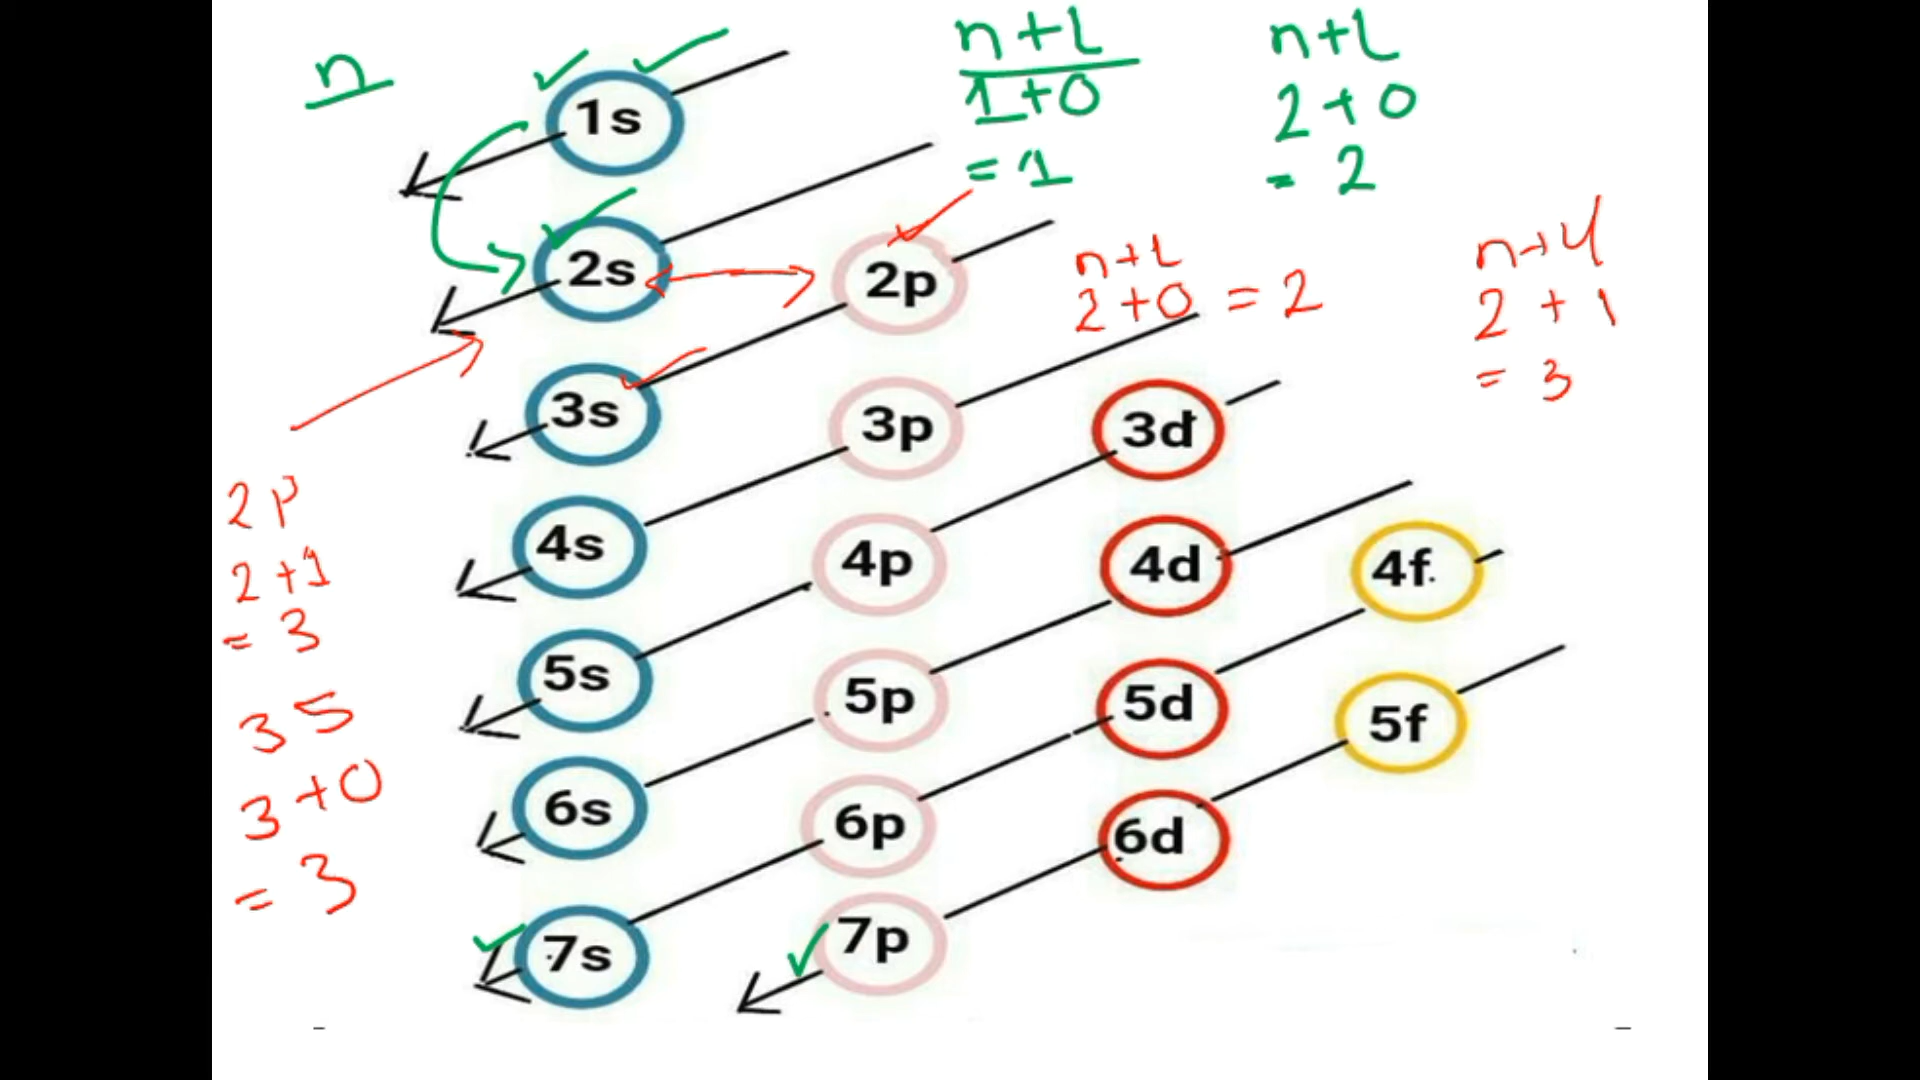 n
1s
n+l
1+0
=1
n+l
2+0
= 2
2s
2p
n+l
2+0 = 2
2 + 1
= 3
3s
3p
3d
4s
4p
4d
4f
5s
5p
5d
5f
6s
6p
6d
7s
7p
2p
2+1
= 3
3s
3+0
= 3